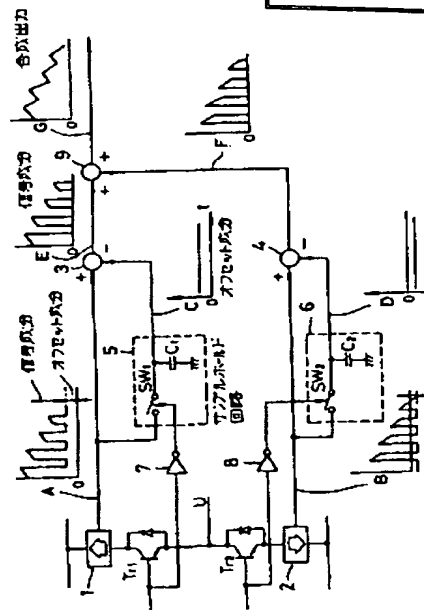 信号成分
オフセット成分
A
0
信号成分
E
0
合成出力
G
0
3
+
-
9
+
+
F
0
C
0
t
オフセット成分
5
SW₁
C₁
サンプルホールド
回路
7
4
+
-
6
SW₂
C₂
D
0
8
B
0
1
Tr1
U
Tr2
2